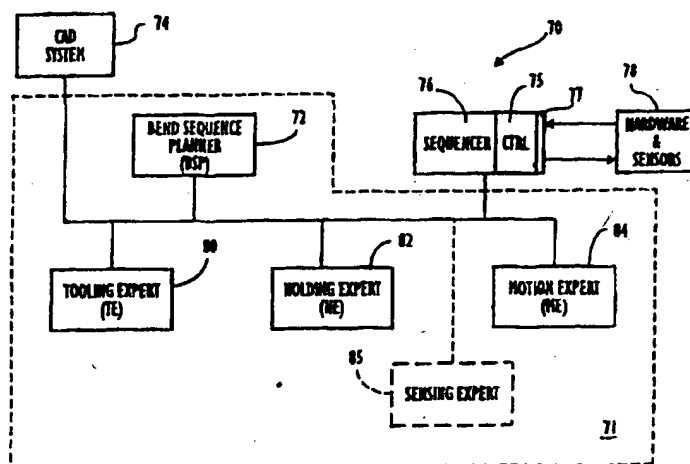 CAD
SYSTEM
74
70
76
75
77
78
BEND SEQUENCE
PLANNER
(BSP)
72
SEQUENCER
CTRL
HARDWARE
&
SENSORS
80
82
84
TOOLING EXPERT
(TE)
HOLDING EXPERT
(HE)
MOTION EXPERT
(ME)
85
SENSING EXPERT
71